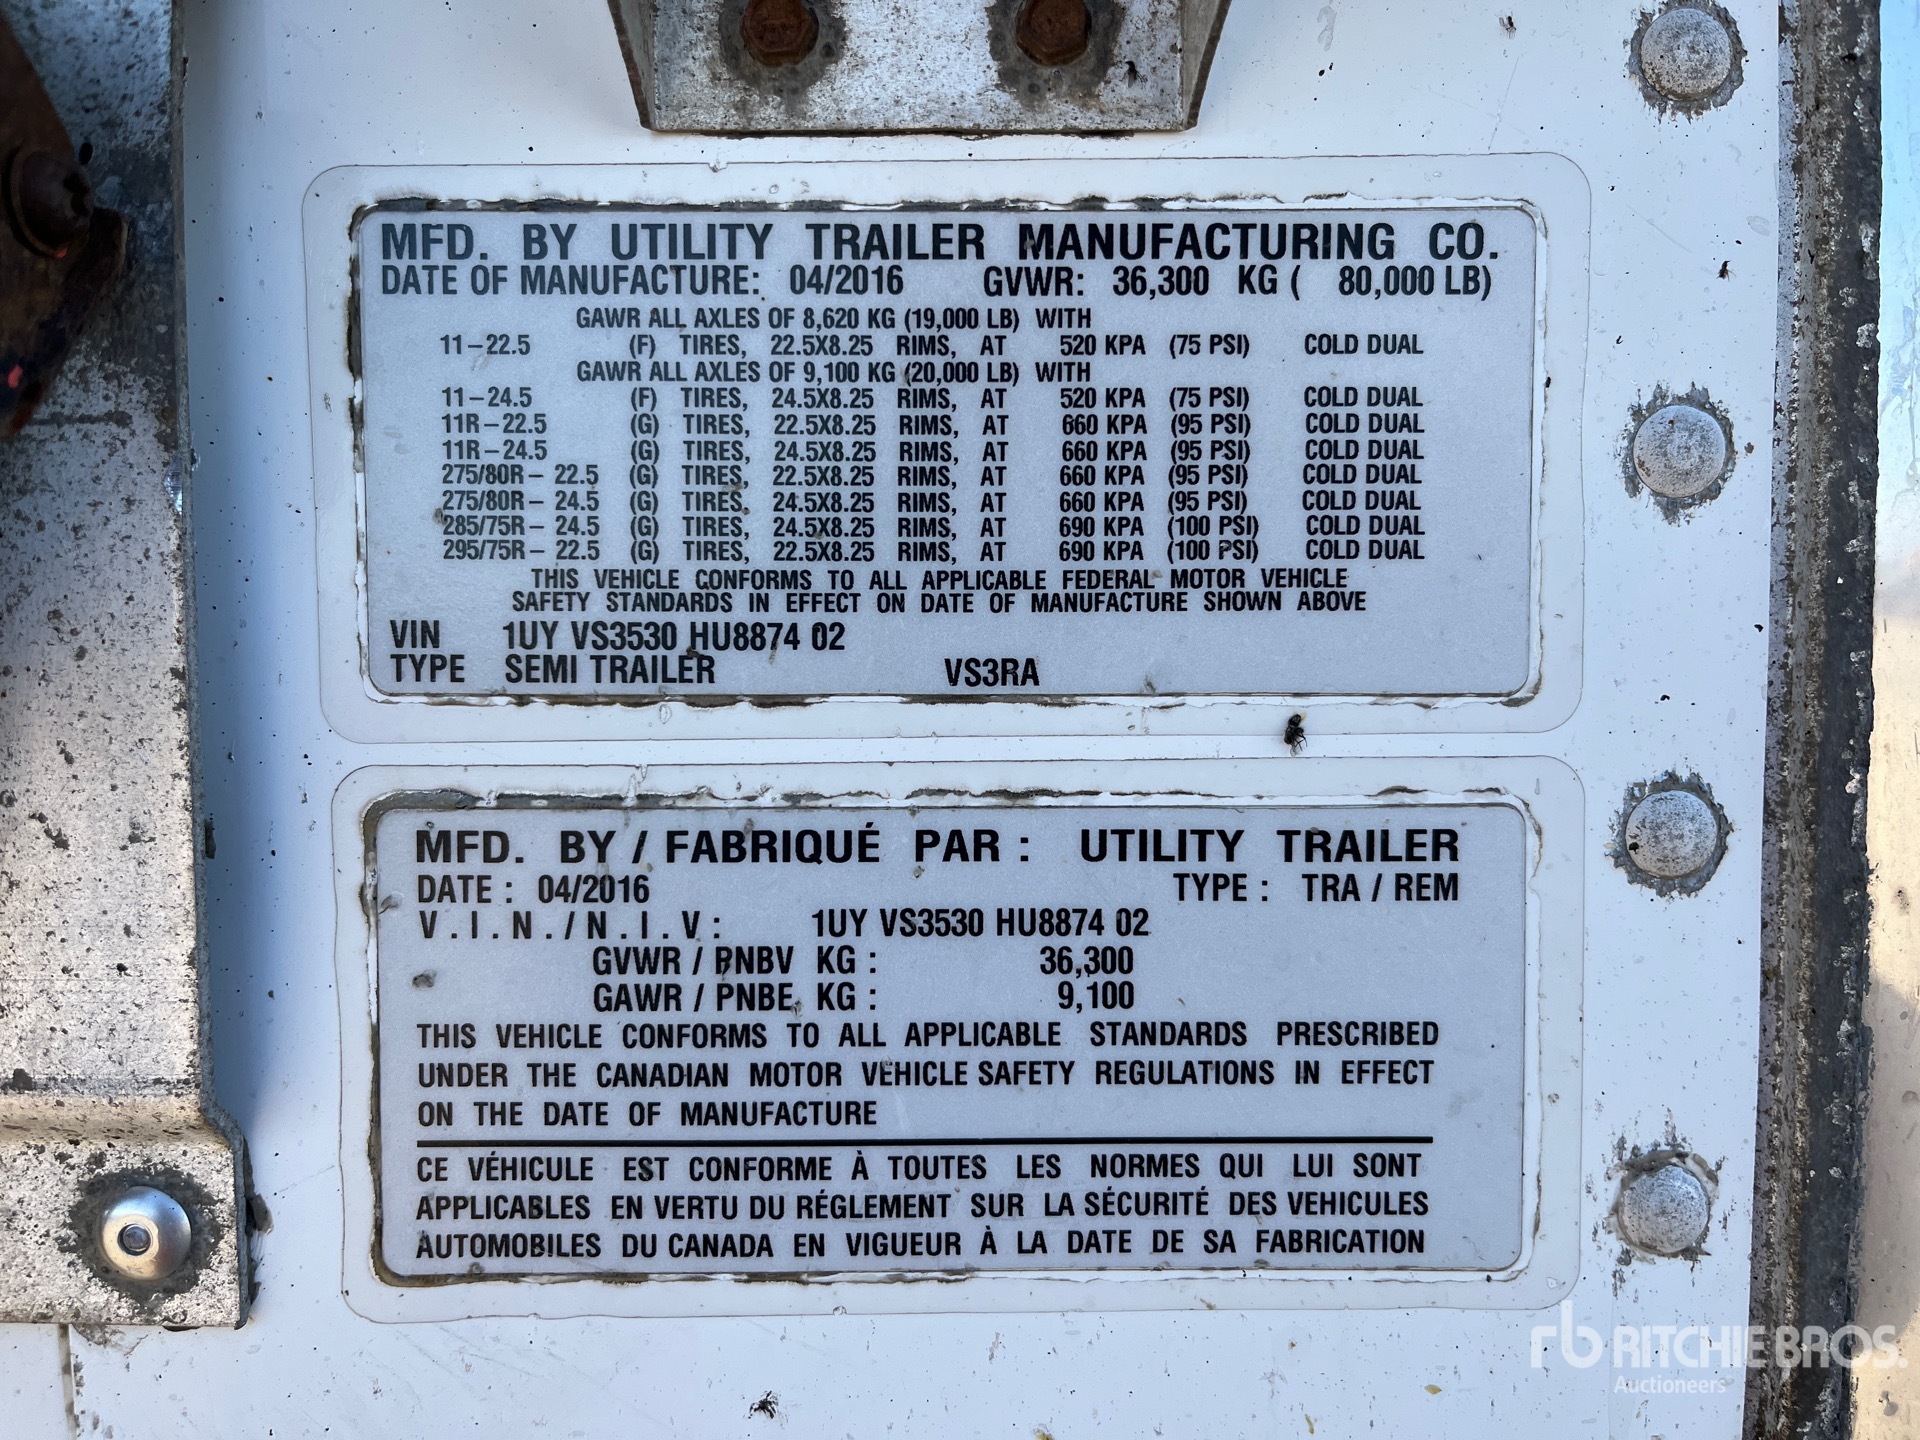 MFD. BY UTILITY TRAILER MANUFACTURING CO.
DATE OF MANUFACTURE: 04/2016 GVWR: 36,300 KG ( 80,000 LB)
GAWR ALL AXLES OF 8,620 KG (19,000 LB) WITH
11-22.5 (F) TIRES, 22.5X8.25 RIMS, AT 520 KPA (75 PSI) COLD DUAL
GAWR ALL AXLES OF 9,100 KG (20,000 LB) WITH
11-24.5 (F) TIRES, 24.5X8.25 RIMS, AT 520 KPA (75 PSI) COLD DUAL
11R-22.5 (G) TIRES, 22.5X8.25 RIMS, AT 660 KPA (95 PSI) COLD DUAL
11R-24.5 (G) TIRES, 24.5X8.25 RIMS, AT 660 KPA (95 PSI) COLD DUAL
275/80R- 22.5 (G) TIRES, 22.5X8.25 RIMS, AT 660 KPA (95 PSI) COLD DUAL
275/80R- 24.5 (G) TIRES, 24.5X8.25 RIMS, AT 660 KPA (95 PSI) COLD DUAL
285/75R- 24.5 (G) TIRES, 24.5X8.25 RIMS, AT 690 KPA (100 PSI) COLD DUAL
295/75R- 22.5 (G) TIRES, 22.5X8.25 RIMS, AT 690 KPA (100 PSI) COLD DUAL
THIS VEHICLE CONFORMS TO ALL APPLICABLE FEDERAL MOTOR VEHICLE
SAFETY STANDARDS IN EFFECT ON DATE OF MANUFACTURE SHOWN ABOVE
VIN 1UY VS3530 HU8874 02
TYPE SEMI TRAILER VS3RA
MFD. BY / FABRIQUÉ PAR : UTILITY TRAILER
DATE : 04/2016 TYPE : TRA / REM
V.I.N./N.I.V: 1UY VS3530 HU8874 02
GVWR / PNBV KG : 36,300
GAWR / PNBE KG : 9,100
THIS VEHICLE CONFORMS TO ALL APPLICABLE STANDARDS PRESCRIBED
UNDER THE CANADIAN MOTOR VEHICLE SAFETY REGULATIONS IN EFFECT
ON THE DATE OF MANUFACTURE
CE VÉHICULE EST CONFORME À TOUTES LES NORMES QUI LUI SONT
APPLICABLES EN VERTU DU RÉGLEMENT SUR LA SÉCURITÉ DES VEHICULES
AUTOMOBILES DU CANADA EN VIGUEUR À LA DATE DE SA FABRICATION
rb RITCHIE BROS.
Auctioneers